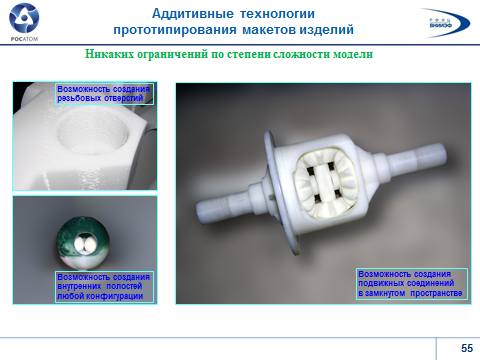 Аддитивные технологии
прототипирования макетов изделий
РОСАТОМ
РФЯЦ
ВНИИЭФ
Никаких ограничений по степени сложности модели
Возможность создания
резьбовых отверстий
Возможность создания
внутренних полостей
любой конфигурации
Возможность создания
подвижных соединений
в замкнутом пространстве
55